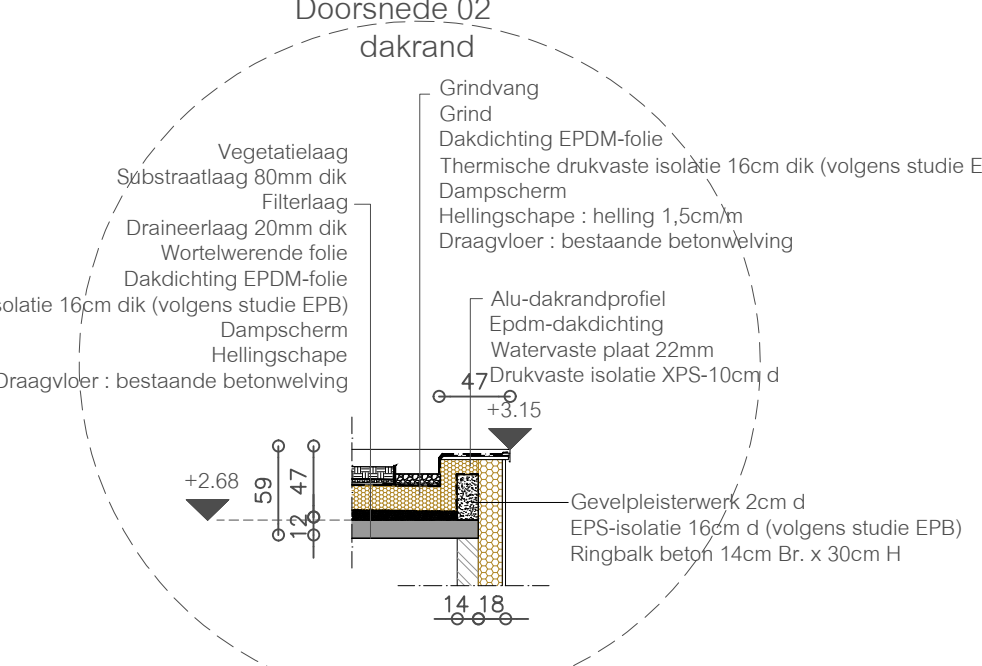 Doorsnede 02
dakrand
Grindvang
Grind
Dakdichting EPDM-folie
Thermische drukvaste isolatie 16cm dik (volgens studie E
Dampscherm
Hellingschape : helling 1,5cm/m
Draagvloer : bestaande betonwelving
Vegetatielaag
Substraatlaag 80mm dik
Filterlaag
Draineerlaag 20mm dik
Wortelwerende folie
Dakdichting EPDM-folie
solatie 16cm dik (volgens studie EPB)
Dampscherm
Hellingschape
Draagvloer : bestaande betonwelving
Alu-dakrandprofiel
Epdm-dakdichting
Watervaste plaat 22mm
Drukvaste isolatie XPS-10cm d
47
+3.15
+2.68
59
47
12
Gevelpleisterwerk 2cm d
EPS-isolatie 16cm d (volgens studie EPB)
Ringbalk beton 14cm Br. x 30cm H
14 18